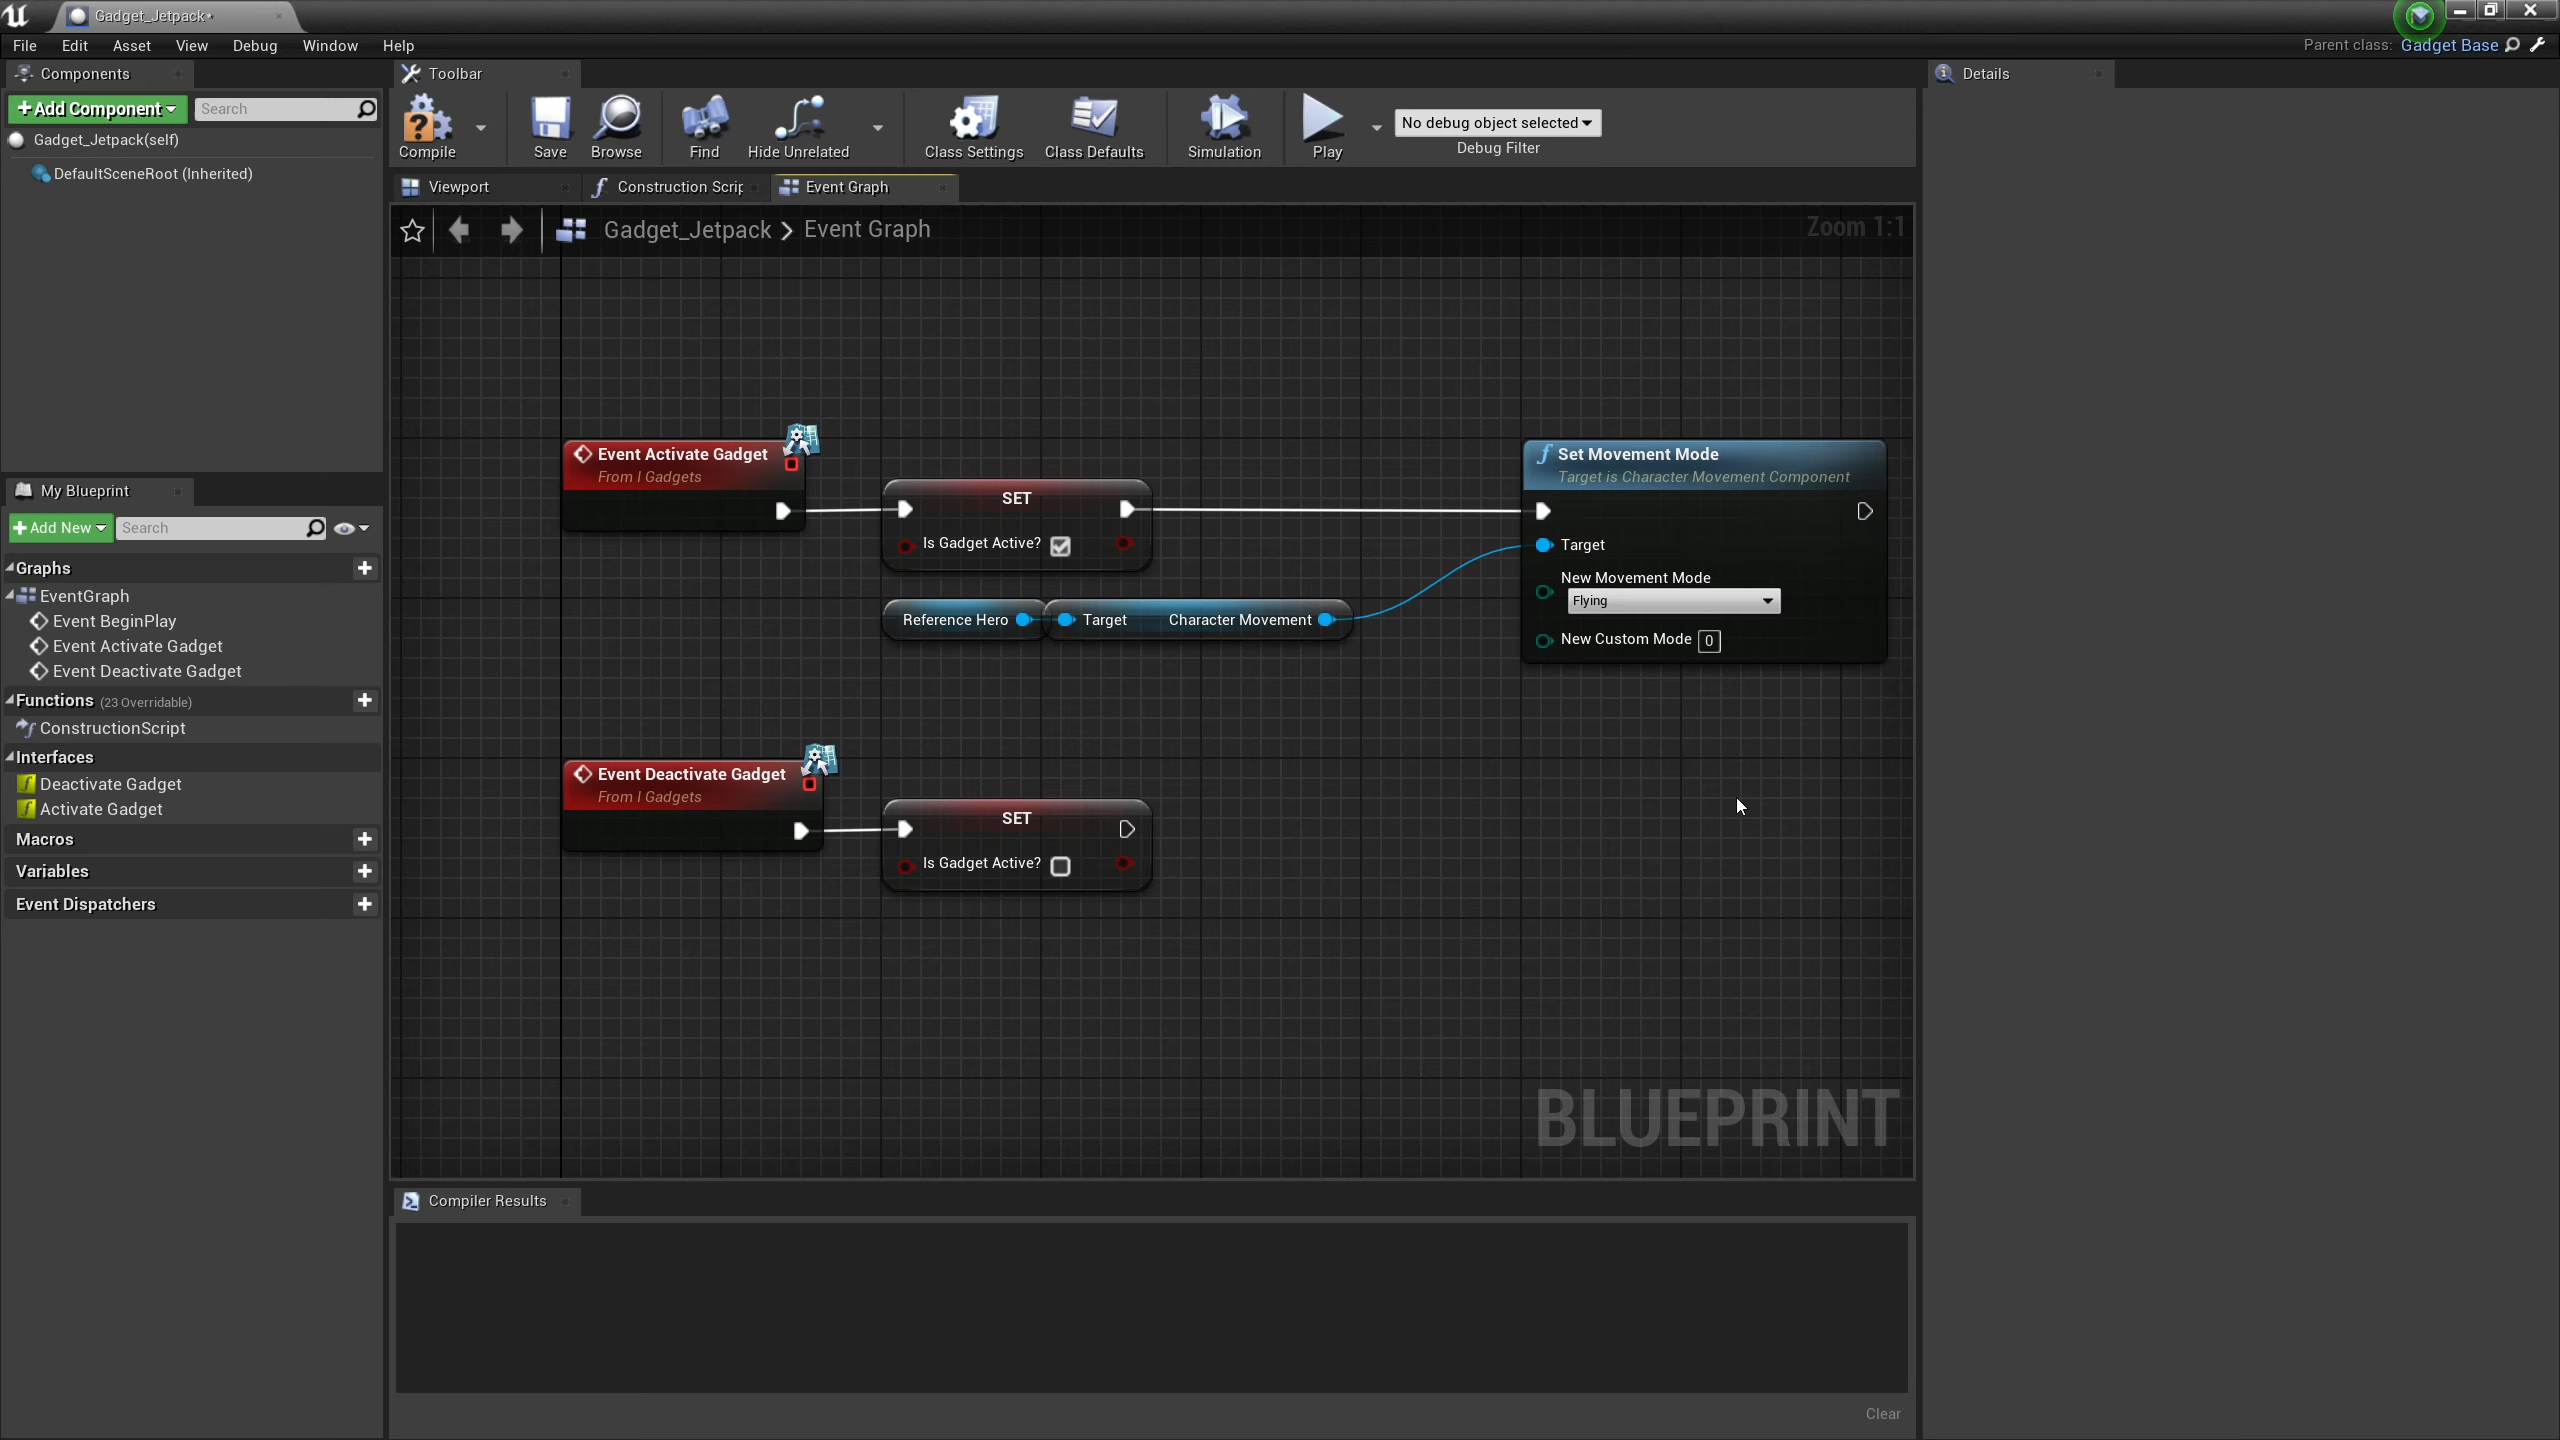 Gadget_Jetpack*
File Edit Asset View Debug Window Help
Parent class: Gadget Base
Components
Toolbar
Details
Add Component
Search
Gadget_Jetpack(self)
DefaultSceneRoot (Inherited)
Compile
Save
Browse
Find
Hide Unrelated
Class Settings
Class Defaults
Simulation
Play
No debug object selected
Debug Filter
Viewport
Construction Scrip
Event Graph
Gadget_Jetpack > Event Graph
Zoom 1:1
Event Activate Gadget
From I Gadgets
SET
Is Gadget Active?
Reference Hero
Target Character Movement
Set Movement Mode
Target is Character Movement Component
Target
New Movement Mode
Flying
New Custom Mode 0
Event Deactivate Gadget
From I Gadgets
SET
Is Gadget Active?
BLUEPRINT
My Blueprint
Add New
Search
Graphs
EventGraph
Event BeginPlay
Event Activate Gadget
Event Deactivate Gadget
Functions (23 Overridable)
ConstructionScript
Interfaces
Deactivate Gadget
Activate Gadget
Macros
Variables
Event Dispatchers
Compiler Results
Clear